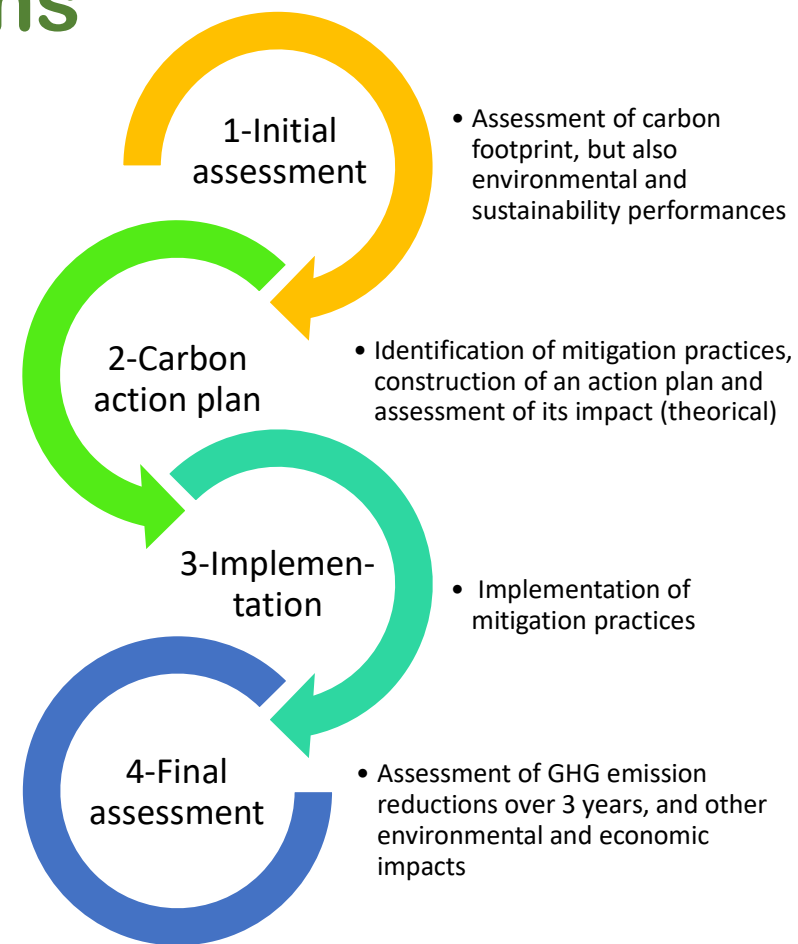 ns
1-Initial
assessment
• Assessment of carbon
footprint, but also
environmental and
sustainability performances
2-Carbon
action plan
• Identification of mitigation practices,
construction of an action plan and
assessment of its impact (theorical)
3-Implemen-
tation
• Implementation of
mitigation practices
4-Final
assessment
• Assessment of GHG emission
reductions over 3 years, and other
environmental and economic
impacts